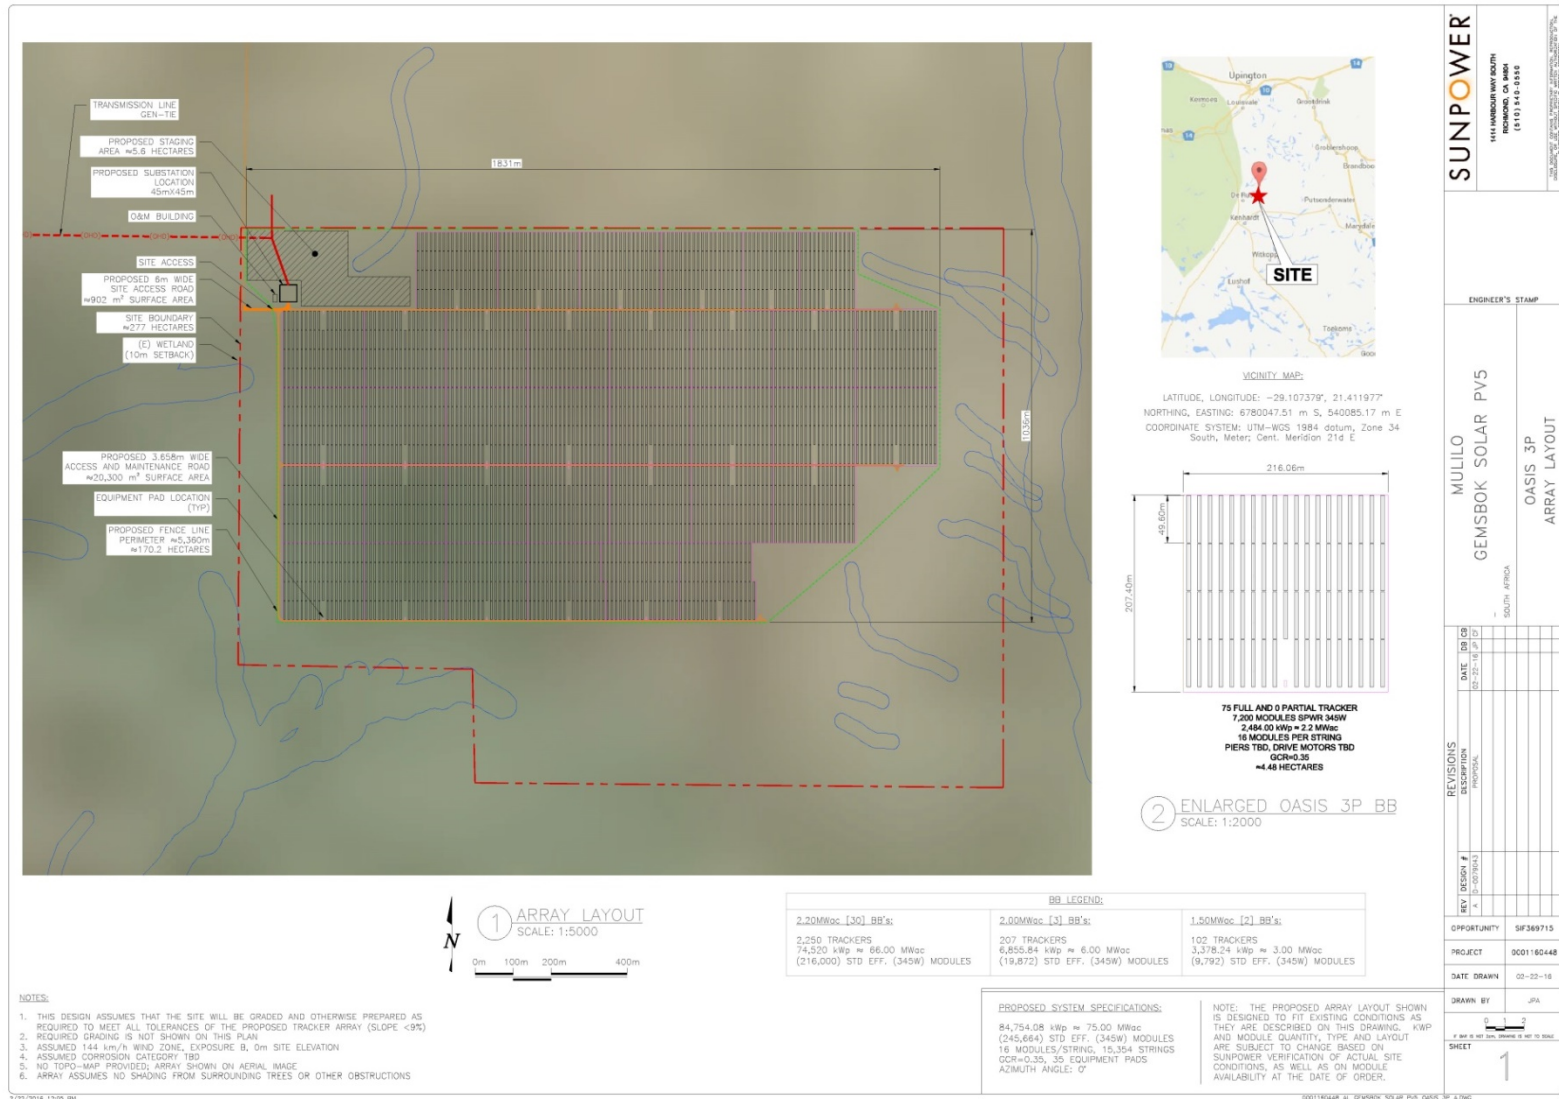 TRANSMISSION LINE
GEN-TIE
PROPOSED STAGING
AREA ≈5.6 HECTARES
PROPOSED SUBSTATION
LOCATION
45mX45m
O&M BUILDING
SITE ACCESS
PROPOSED 6m WIDE
SITE ACCESS ROAD
≈902 m² SURFACE AREA
SITE BOUNDARY
≈277 HECTARES
(E) WETLAND
(10m SETBACK)
PROPOSED 3.658m WIDE
ACCESS AND MAINTENANCE ROAD
≈20,300 m² SURFACE AREA
EQUIPMENT PAD LOCATION
(TYP)
PROPOSED FENCE LINE
PERIMETER ≈5,360m
≈170.2 HECTARES
1831m
1036m
1 ARRAY LAYOUT
SCALE: 1:5000
N
0m 100m 200m 400m
Upington
Louisvale
Grootdrink
Groblershoop
Kenhardt
Putsonderwater
SITE
VICINITY MAP:
LATITUDE, LONGITUDE: -29.107379°, 21.411977°
NORTHING, EASTING: 6780047.51 m S, 540085.17 m E
COORDINATE SYSTEM: UTM-WGS 1984 datum, Zone 34
South, Meter; Cent. Meridian 21d E
216.06m
49.60m
207.40m
75 FULL AND 0 PARTIAL TRACKER
7,200 MODULES SPWR 345W
2,484.00 kWp ≈ 2.2 MWac
16 MODULES PER STRING
PIERS TBD, DRIVE MOTORS TBD
GCR=0.35
≈4.48 HECTARES
2 ENLARGED OASIS 3P BB
SCALE: 1:2000
BB LEGEND:
2.20MWac [30] BB's:
2,250 TRACKERS
74,520 kWp ≈ 66.00 MWac
(216,000) STD EFF. (345W) MODULES
2.00MWac [3] BB's:
207 TRACKERS
6,855.84 kWp ≈ 6.00 MWac
(19,872) STD EFF. (345W) MODULES
1.50MWac [2] BB's:
102 TRACKERS
3,378.24 kWp ≈ 3.00 MWac
(9,792) STD EFF. (345W) MODULES
NOTES:
1. THIS DESIGN ASSUMES THAT THE SITE WILL BE GRADED AND OTHERWISE PREPARED AS
REQUIRED TO MEET ALL TOLERANCES OF THE PROPOSED TRACKER ARRAY (SLOPE <9%)
2. REQUIRED GRADING IS NOT SHOWN ON THIS PLAN
3. ASSUMED 144 km/h WIND ZONE, EXPOSURE B, 0m SITE ELEVATION
4. ASSUMED CORROSION CATEGORY TBD
5. NO TOPO-MAP PROVIDED; ARRAY SHOWN ON AERIAL IMAGE
6. ARRAY ASSUMES NO SHADING FROM SURROUNDING TREES OR OTHER OBSTRUCTIONS
PROPOSED SYSTEM SPECIFICATIONS:
84,754.08 kWp ≈ 75.00 MWac
(245,664) STD EFF. (345W) MODULES
16 MODULES/STRING, 15,354 STRINGS
GCR=0.35, 35 EQUIPMENT PADS
AZIMUTH ANGLE: 0°
NOTE: THE PROPOSED ARRAY LAYOUT SHOWN
IS DESIGNED TO FIT EXISTING CONDITIONS AS
THEY ARE DESCRIBED ON THIS DRAWING. KWP
AND MODULE QUANTITY, TYPE AND LAYOUT
ARE SUBJECT TO CHANGE BASED ON
SUNPOWER VERIFICATION OF ACTUAL SITE
CONDITIONS, AS WELL AS ON MODULE
AVAILABILITY AT THE DATE OF ORDER.
SUNPOWER
1414 HARBOUR WAY SOUTH
RICHMOND, CA 94804
(510) 540-0550
ENGINEER'S STAMP
MULILO
GEMSBOK SOLAR PV5
SOUTH AFRICA
OASIS 3P
ARRAY LAYOUT
REVISIONS
REV DESIGN # DESCRIPTION DATE DB CB
A D-0079043 PROPOSAL 02-22-16 JP CF
OPPORTUNITY SIF369715
PROJECT 0001160448
DATE DRAWN 02-22-16
DRAWN BY JPA
0 1 2
SHEET
1